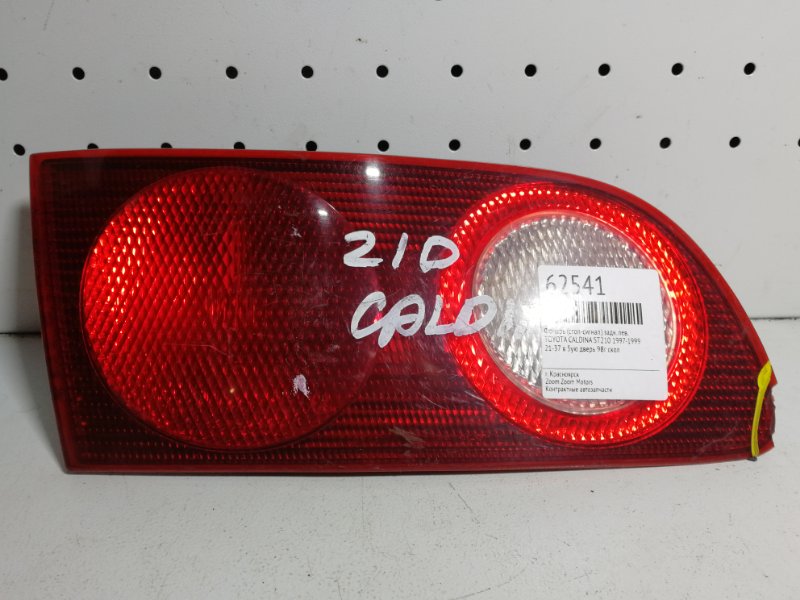 210
CALD
62541
Фонарь (стоп-сигнал) задн. лев.
TOYOTA CALDINA ST210 1997-1999
21-37 в 5ую дверь 98г скол
г. Красноярск
Zoom Zoom Motors
Контрактные автозапчасти